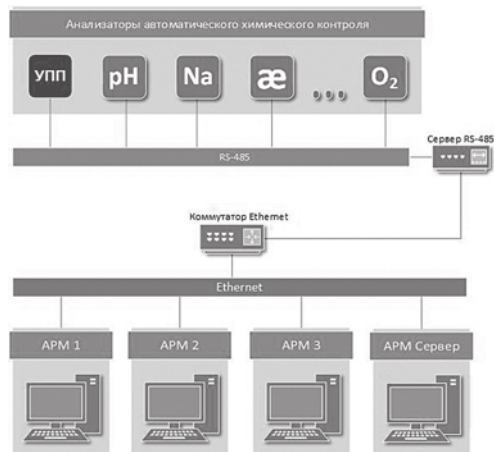 Анализаторы автоматического химического контроля
УПП pH Na æ O₂
Сервер RS-485
RS-485
Коммутатор Ethernet
Ethernet
АРМ 1 АРМ 2 АРМ 3 АРМ Сервер